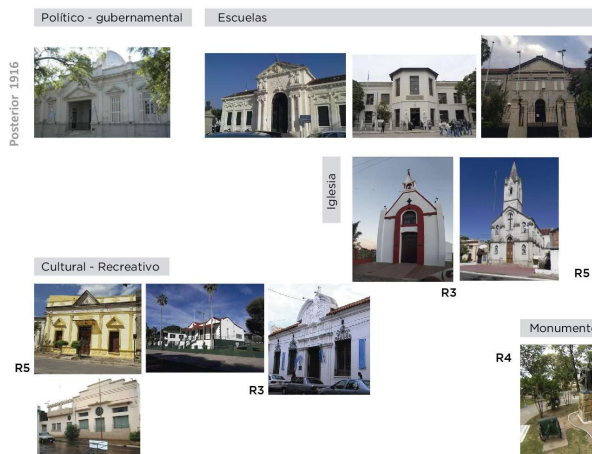 Político - gubernamental
Escuelas
Posterior 1916
Iglesia
R3
R5
Cultural - Recreativo
R5
R3
R4
Monumento